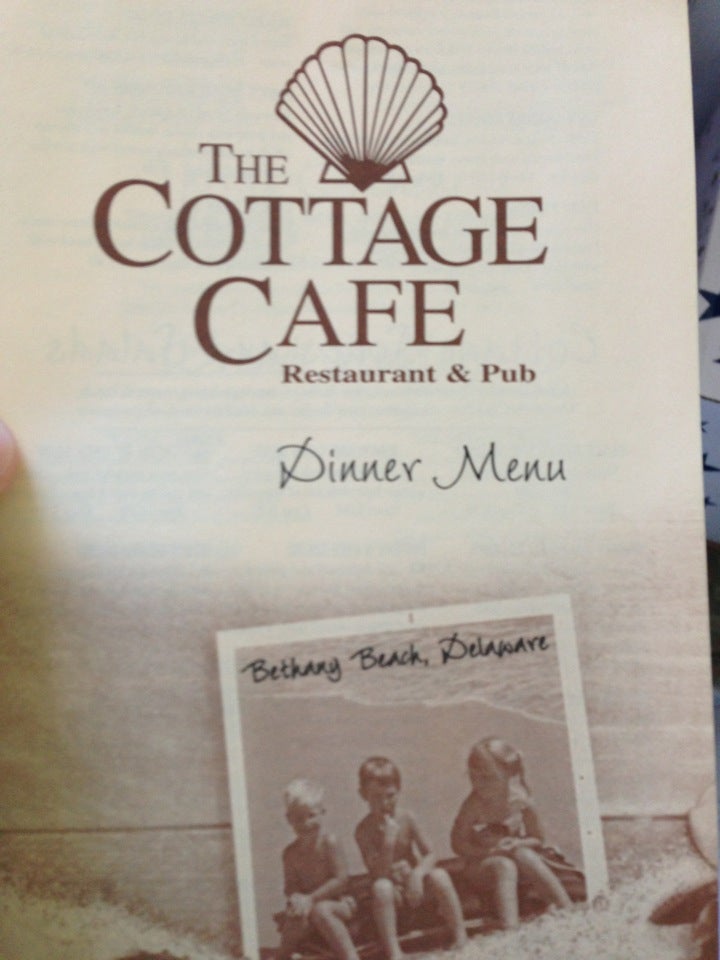 THE
COTTAGE
CAFE
Restaurant & Pub
Dinner Menu
Bethany Beach, Delaware